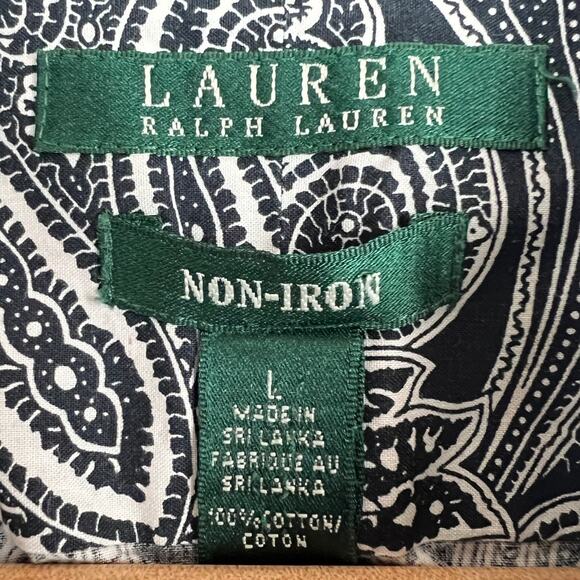 LAUREN
RALPH LAUREN
NON-IRON
L
MADE IN
SRI LANKA
FABRIQUE AU
SRI LANKA
100% COTTON/
COTON